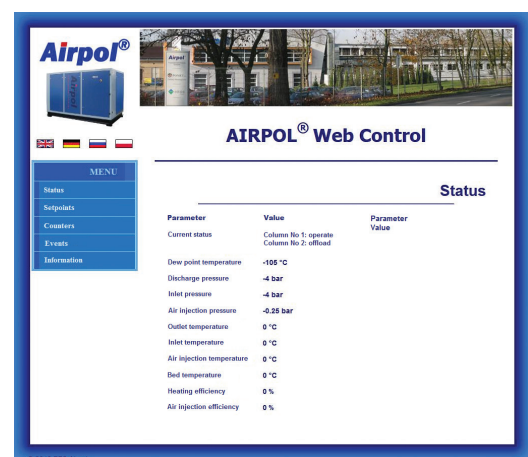 Airpol®
Airpol
Airpol
AIRPOL® Web Control
MENU
Status
Setpoints
Counters
Events
Information
Status
Parameter Value Parameter
Value
Current status Column No 1: operate
Column No 2: offload
Dew point temperature -105 °C
Discharge pressure -4 bar
Inlet pressure -4 bar
Air injection pressure -0.25 bar
Outlet temperature 0 °C
Inlet temperature 0 °C
Air injection temperature 0 °C
Bed temperature 0 °C
Heating efficiency 0 %
Air injection efficiency 0 %